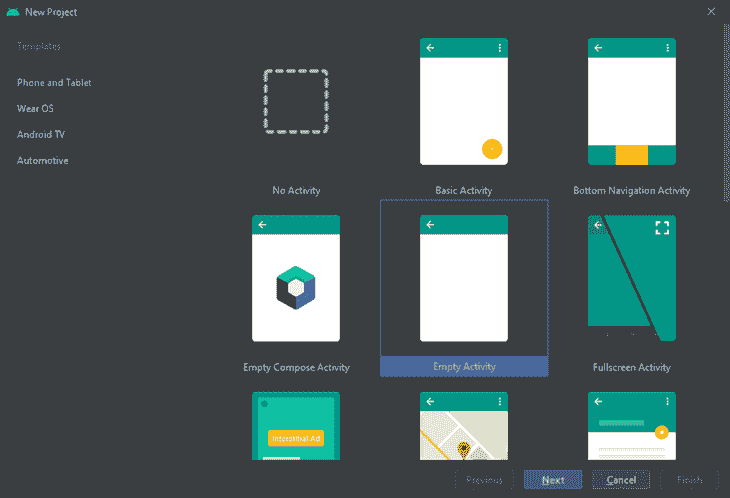 New Project
Templates
Phone and Tablet
Wear OS
Android TV
Automotive
No Activity
Basic Activity
Bottom Navigation Activity
Empty Compose Activity
Empty Activity
Fullscreen Activity
Interstitial Ad
Previous
Next
Cancel
Finish